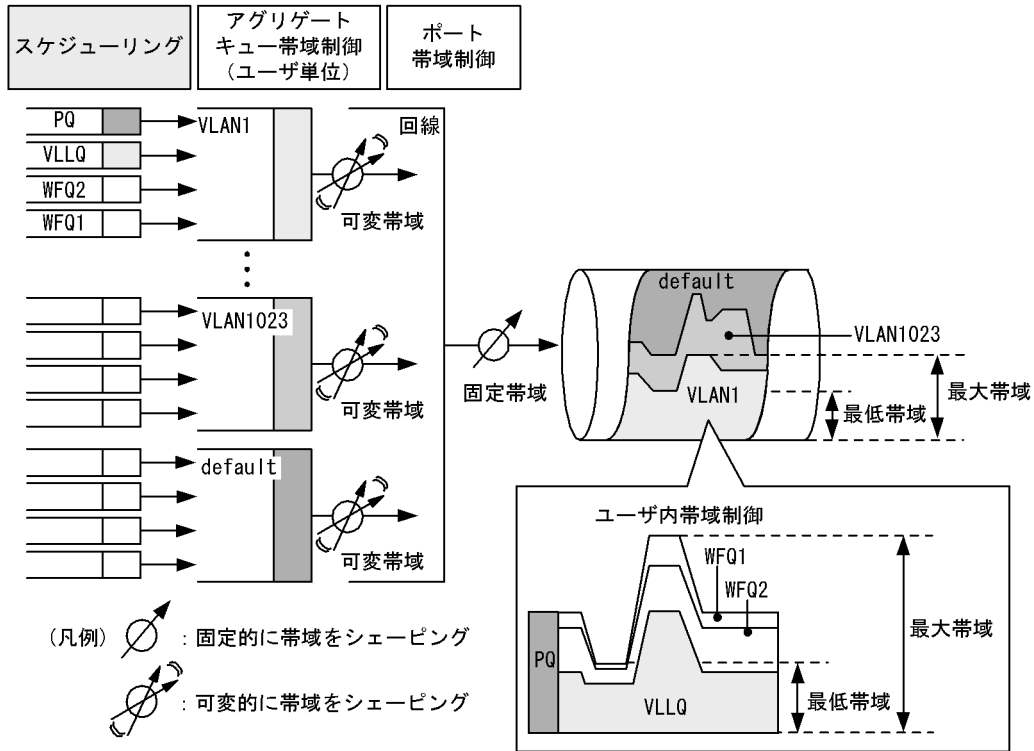 スケジューリング
アグリゲート
キュー帯域制御
(ユーザ単位)
ポート
帯域制御
PQ
VLLQ
WFQ2
WFQ1
VLAN1
可変帯域
回線
VLAN1023
可変帯域
default
可変帯域
固定帯域
default
VLAN1023
VLAN1
最低帯域
最大帯域
ユーザ内帯域制御
WFQ1
WFQ2
PQ
VLLQ
最低帯域
最大帯域
(凡例)
:固定的に帯域をシェーピング
:可変的に帯域をシェーピング